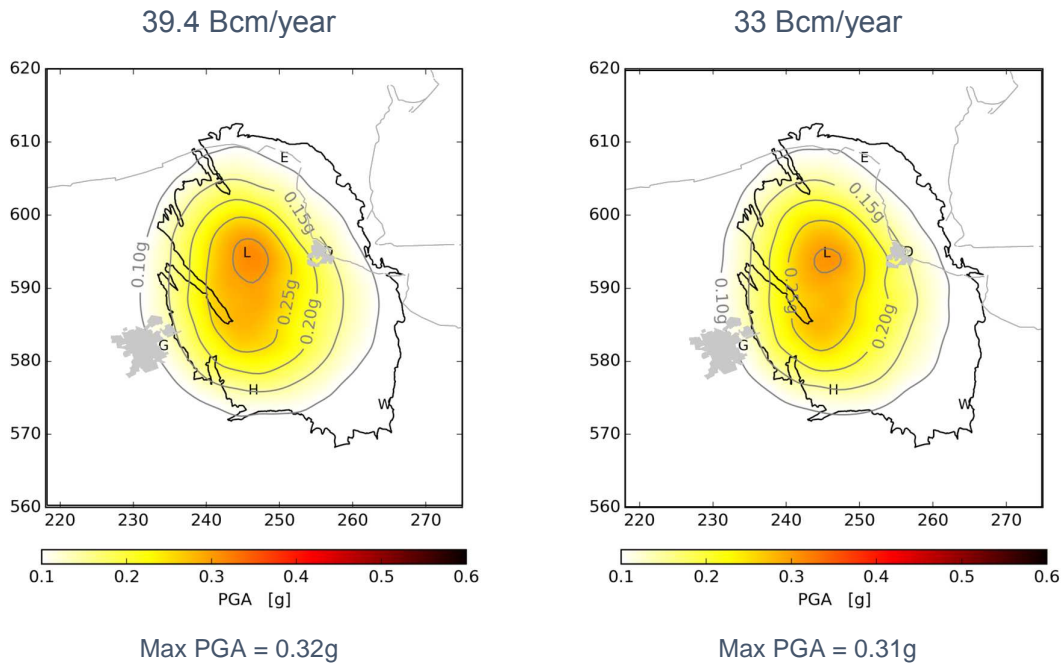 39.4 Bcm/year
33 Bcm/year
620
610
600
590
580
570
560
220
230
240
250
260
270
E
0.15g
0.10g
L
0.25g
0.20g
G
H
W
0.1
0.2
0.3
0.4
0.5
0.6
PGA [g]
Max PGA = 0.32g
620
610
600
590
580
570
560
220
230
240
250
260
270
E
0.15g
L
0.25g
0.10g
0.20g
G
H
W
0.1
0.2
0.3
0.4
0.5
0.6
PGA [g]
Max PGA = 0.31g